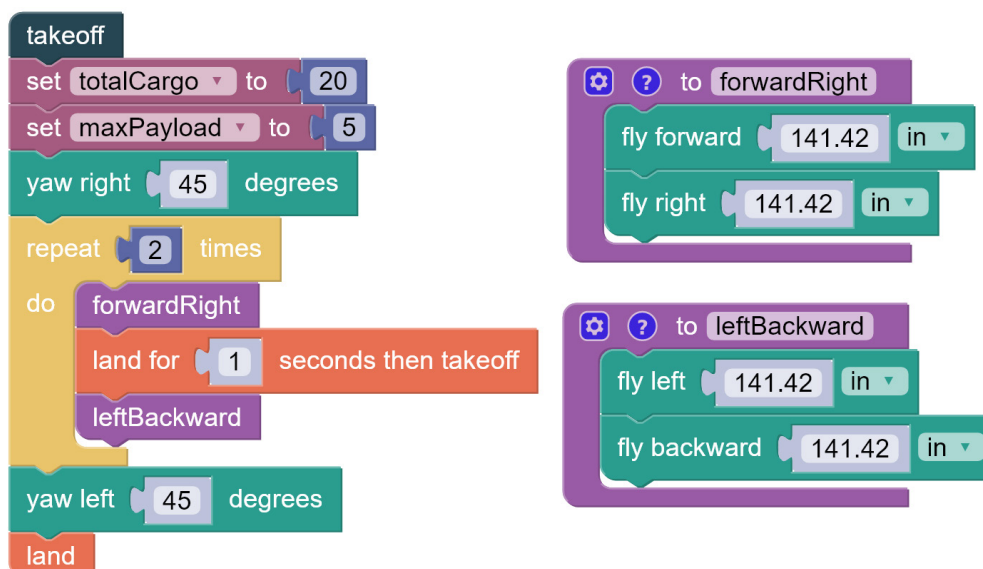 takeoff
set totalCargo to 20
set maxPayload to 5
yaw right 45 degrees
repeat 2 times
do forwardRight
land for 1 seconds then takeoff
leftBackward
yaw left 45 degrees
land
? to forwardRight
fly forward 141.42 in
fly right 141.42 in
? to leftBackward
fly left 141.42 in
fly backward 141.42 in